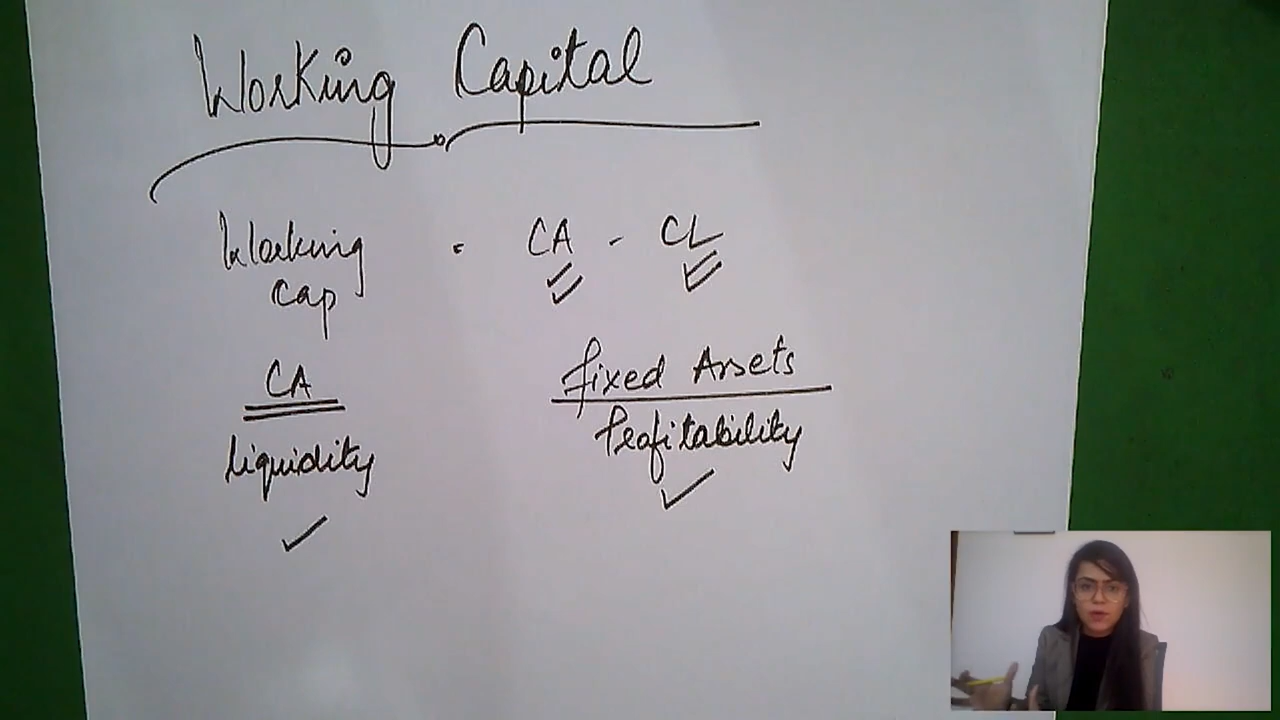 Working Capital
Working Cap = CA - CL
CA
Liquidity
Fixed Assets
Profitability